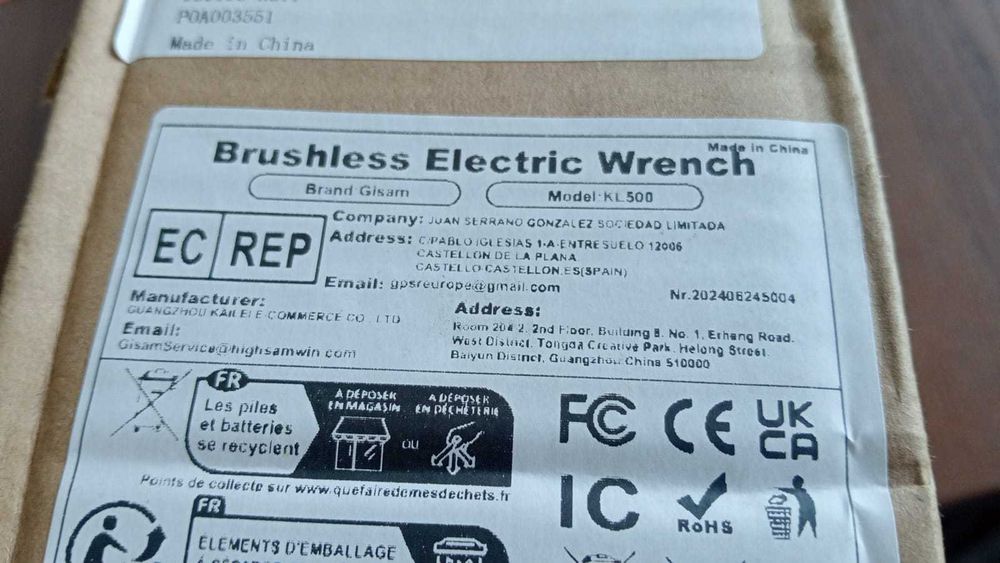 POA003551
Made in China
Made in China
Brushless Electric Wrench
Brand Gisam
Model:KL500
EC REP
Company: JUAN SERRANO GONZALEZ SOCIEDAD LIMITADA
Address: C/PABLO IGLESIAS 1-A-ENTRESUELO 12006
CASTELLON DE LA PLANA
CASTELLO CASTELLON.ES(SPAIN)
Email: gpsreurope@gmail.com
Nr.202406245004
Manufacturer:
GUANGZHOU KAILELE COMMERCE CO., LTD
Email:
GisamService@highsamwin.com
Address:
Room 204 2, 2nd Floor, Building 8, No. 1, Erheng Road,
West District, Tongda Creative Park, Helong Street,
Baiyun District, Guangzhou China 510000
FR
Les piles
et batteries
se recyclent
À DÉPOSER
EN MAGASIN
OU
À DÉPOSER
EN DÉCHÈTERIE
Points de collecte sur www.quefairedemesdechets.fr
FC CE UK
CA
IC
RoHS
FR
ÉLÉMENTS D'EMBALLAGE